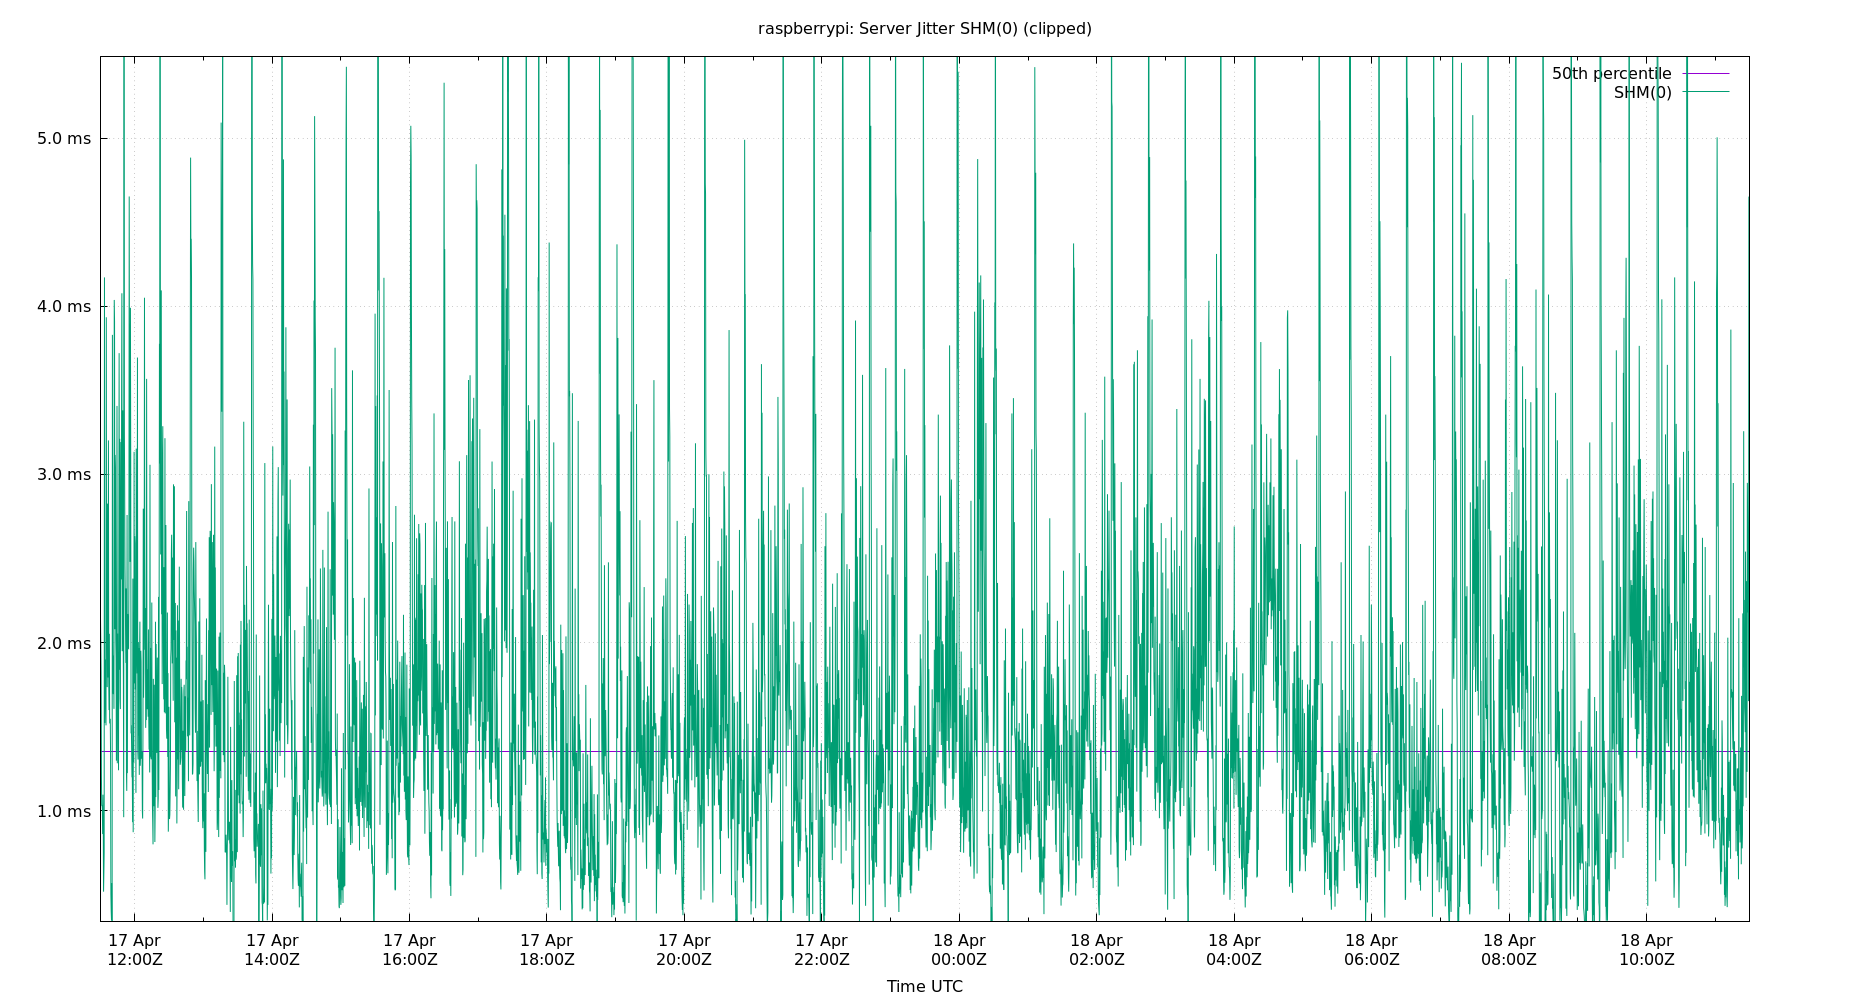 raspberrypi: Server Jitter SHM(0) (clipped)
50th percentile
SHM(0)
5.0 ms
4.0 ms
3.0 ms
2.0 ms
1.0 ms
17 Apr 17 Apr 17 Apr 17 Apr 17 Apr 17 Apr 18 Apr 18 Apr 18 Apr 18 Apr 18 Apr 18 Apr
12:00Z 14:00Z 16:00Z 18:00Z 20:00Z 22:00Z 00:00Z 02:00Z 04:00Z 06:00Z 08:00Z 10:00Z
Time UTC